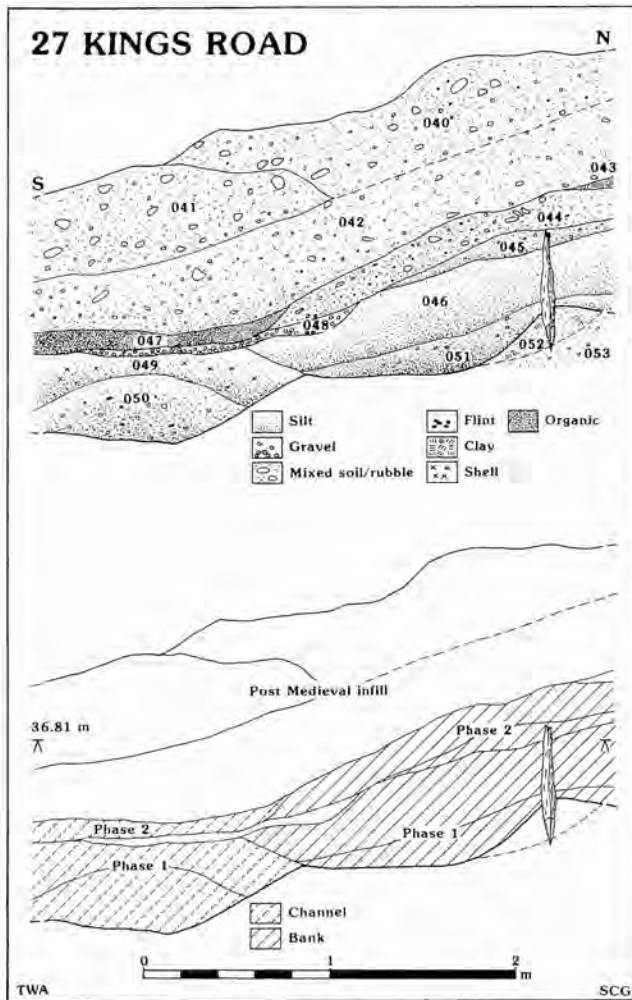 27 KINGS ROAD
N
040
043
S
041
042
044
045
046
047
048
049
051
052
053
050
Silt
Flint
Organic
Gravel
Clay
Mixed soil/rubble
Shell
Post Medieval infill
36.81 m
Phase 2
Phase 2
Phase 1
Phase 1
Channel
Bank
0 1 2
m
TWA SCG